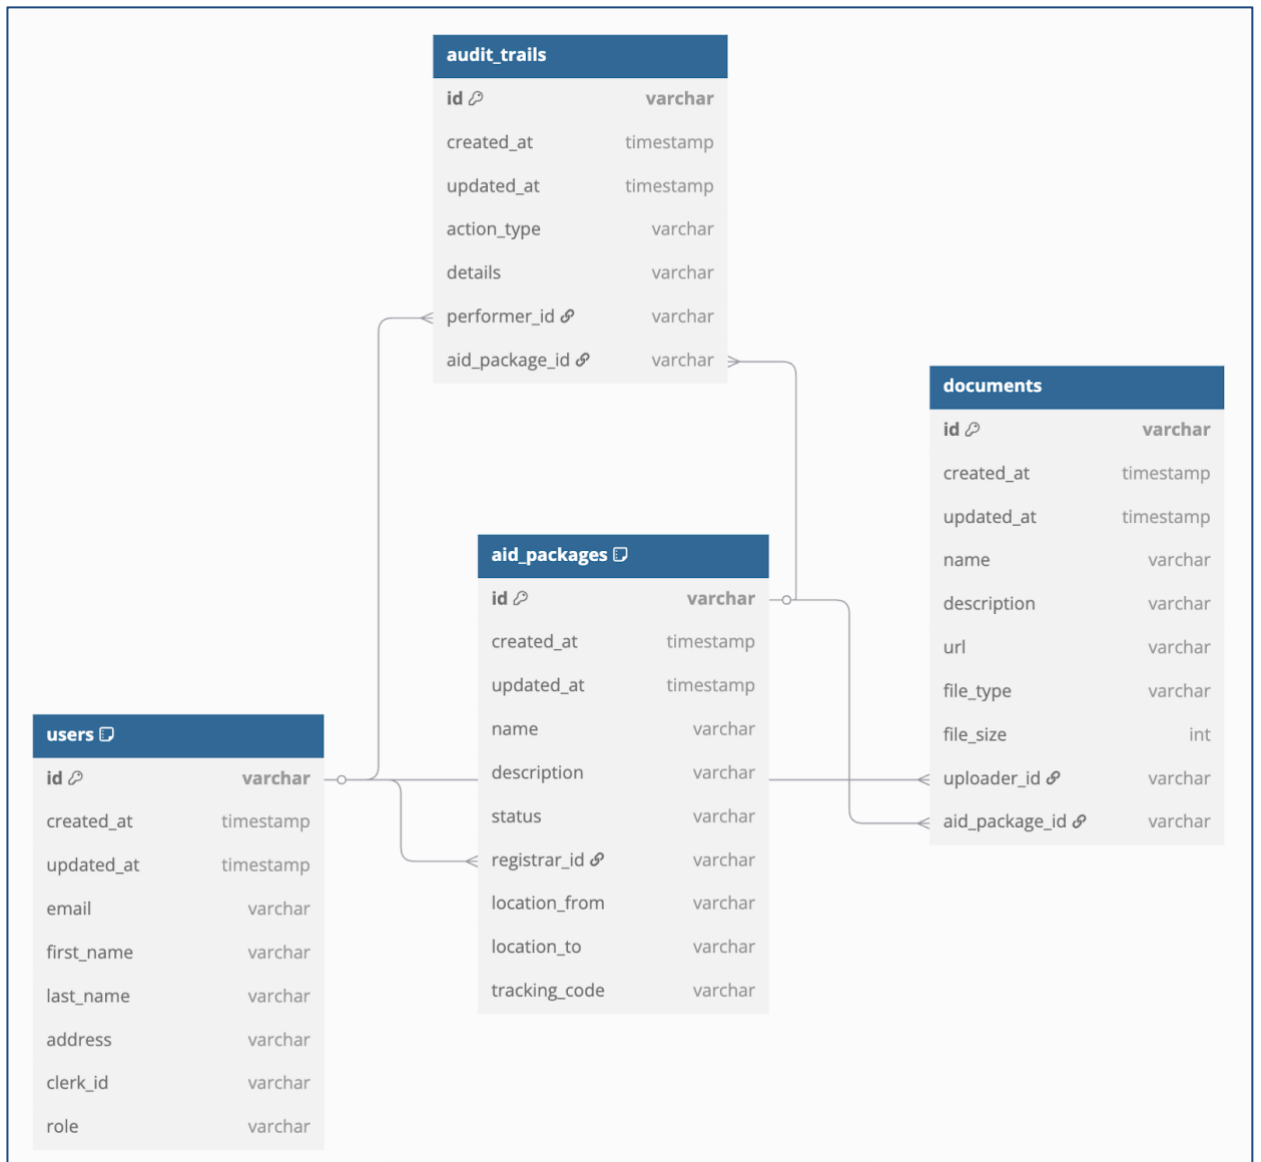 audit_trails
id varchar
created_at timestamp
updated_at timestamp
action_type varchar
details varchar
performer_id varchar
aid_package_id varchar
documents
id varchar
created_at timestamp
updated_at timestamp
name varchar
description varchar
url varchar
file_type varchar
file_size int
uploader_id varchar
aid_package_id varchar
aid_packages
id varchar
created_at timestamp
updated_at timestamp
name varchar
description varchar
status varchar
registrar_id varchar
location_from varchar
location_to varchar
tracking_code varchar
users
id varchar
created_at timestamp
updated_at timestamp
email varchar
first_name varchar
last_name varchar
address varchar
clerk_id varchar
role varchar